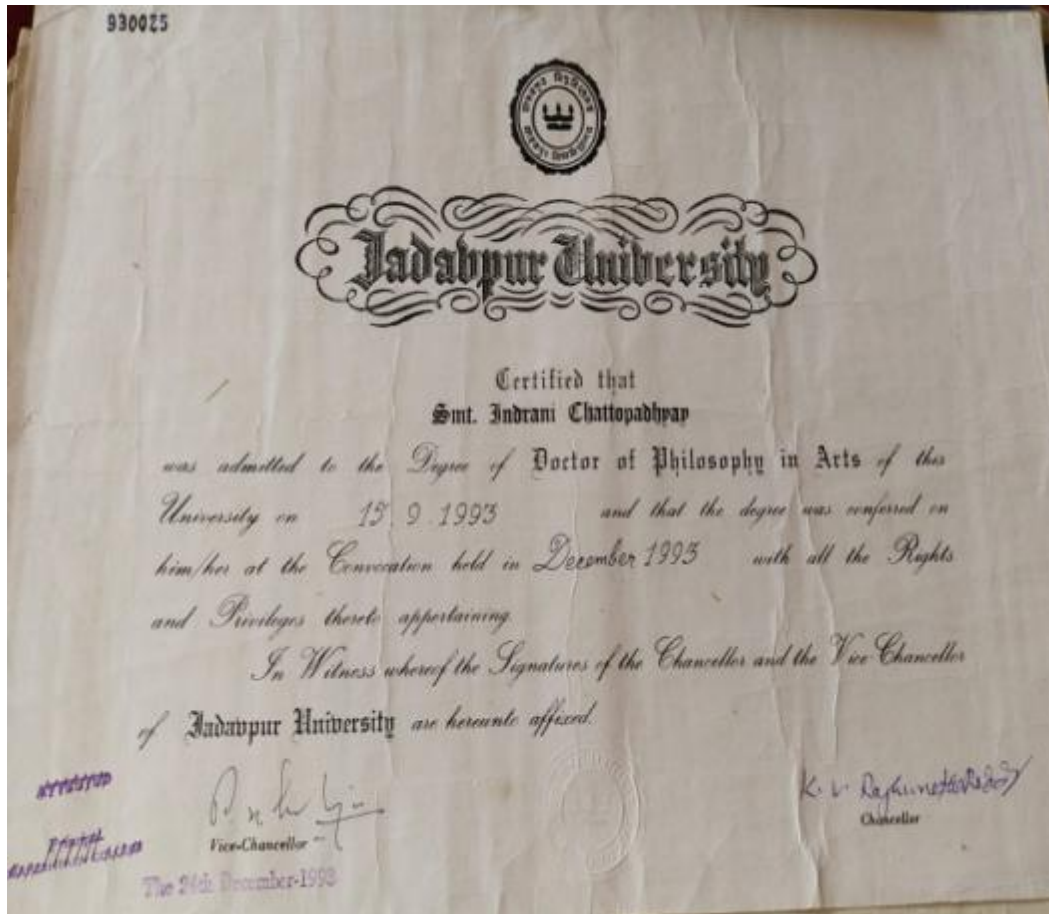 930025
Jadavpur University
Certified that
Smt. Indrani Chattopadhyay
was admitted to the Degree of Doctor of Philosophy in Arts of this
University on 15.9.1993 and that the degree was conferred on
him/her at the Convocation held in December 1993 with all the Rights
and Privileges thereto appertaining.
In Witness whereof the Signatures of the Chancellor and the Vice-Chancellor
of Jadavpur University are hereunto affixed.
K. V. Raghunatha Reddy
Vice-Chancellor
Chancellor
The 24th December-1993